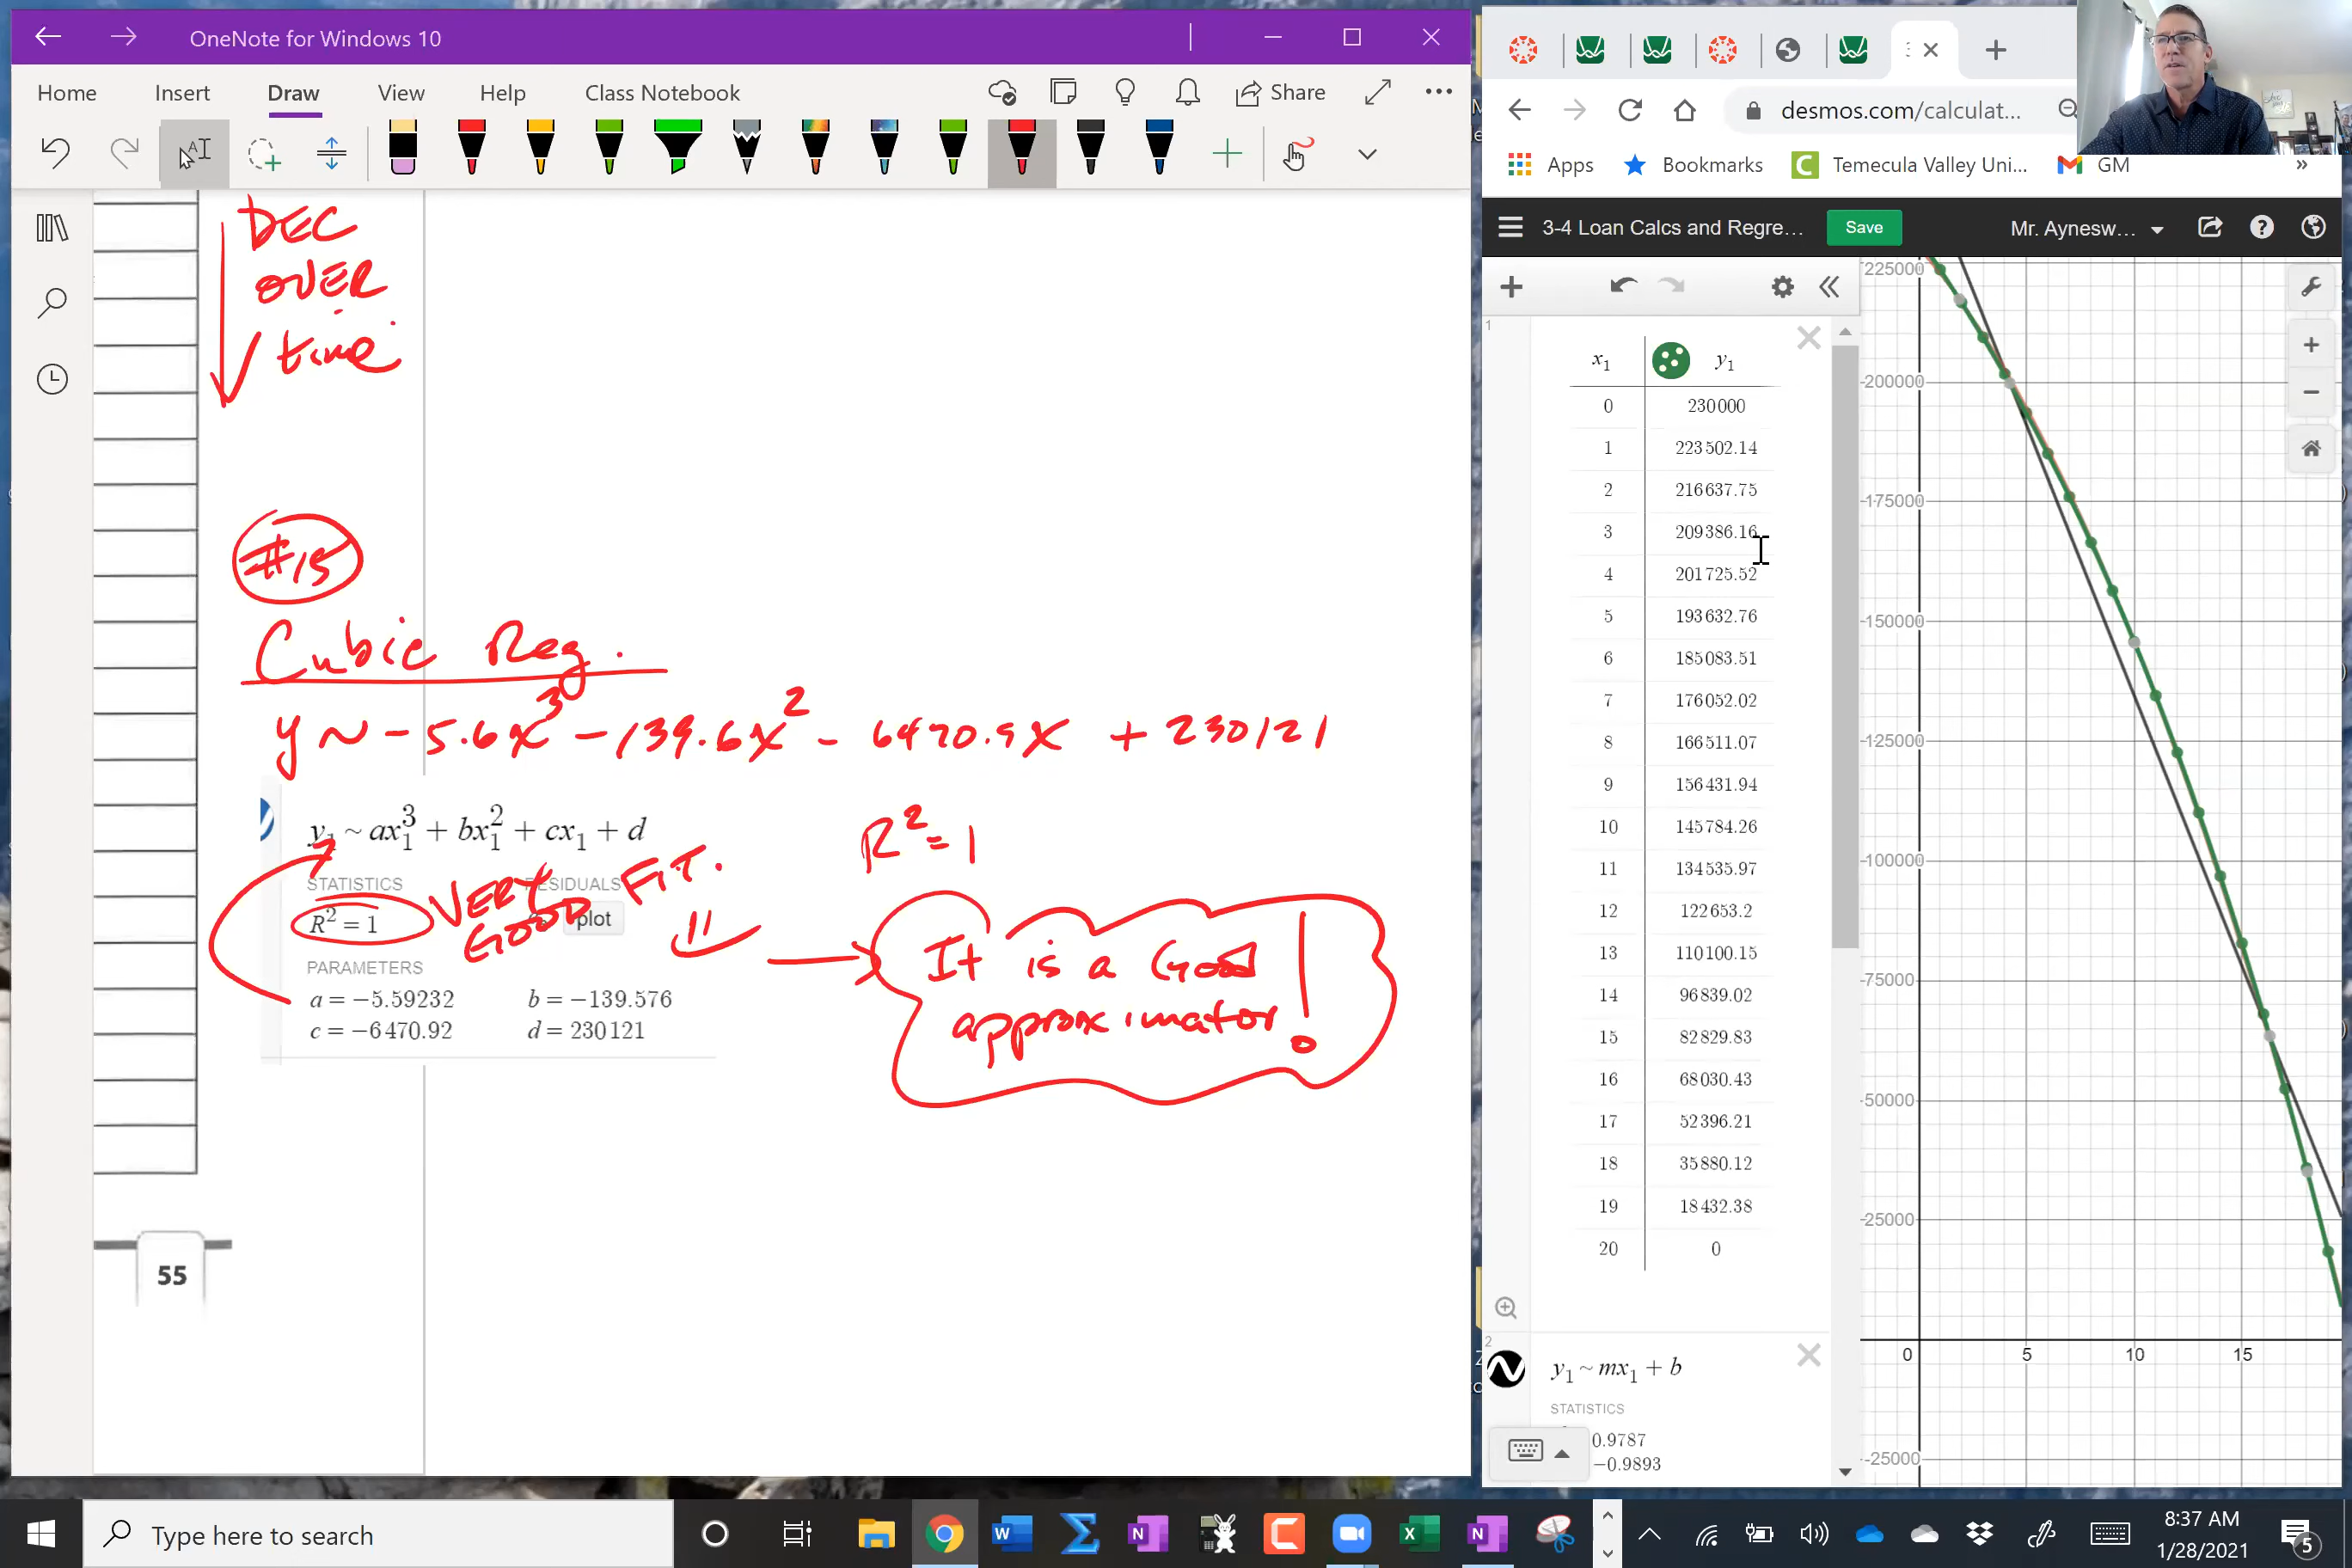 OneNote for Windows 10
Home Insert Draw View Help Class Notebook Share
DEC
OVER
time
#15
Cubic Reg.
y ~ -5.6x³ - 139.6x² - 6470.9x + 230121
y₁ ~ ax₁³ + bx₁² + cx₁ + d
R² = 1
STATISTICS RESIDUALS
R² = 1 plot
VERY GOOD FIT.
PARAMETERS
a = −5.59232 b = −139.576
c = −6470.92 d = 230121
It is a Good
approximator!
55
desmos.com/calculat...
Apps Bookmarks Temecula Valley Uni... GM »
3-4 Loan Calcs and Regre... Save Mr. Aynesw...
1
x₁ y₁
0 230000
1 223502.14
2 216637.75
3 209386.16
4 201725.52
5 193632.76
6 185083.51
7 176052.02
8 166511.07
9 156431.94
10 145784.26
11 134535.97
12 122653.2
13 110100.15
14 96839.02
15 82829.83
16 68030.43
17 52396.21
18 35880.12
19 18432.38
20 0
2
y₁ ~ mx₁ + b
STATISTICS
0.9787
−0.9893
225000
200000
175000
150000
125000
100000
75000
50000
25000
0 5 10 15
-25000
Type here to search
8:37 AM
1/28/2021
5